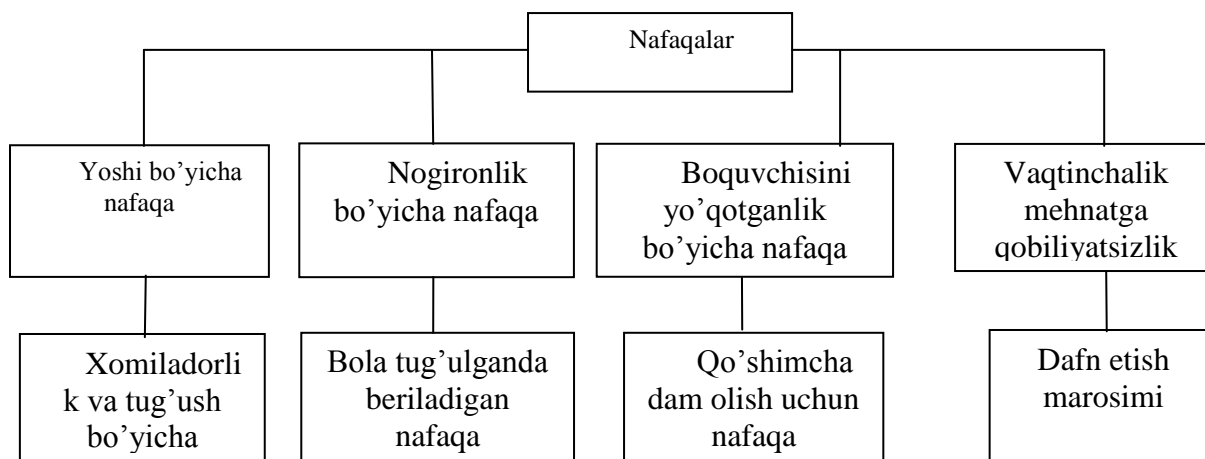 Nafaqalar
Yoshi bo’yicha
nafaqa
Nogironlik
bo’yicha nafaqa
Boquvchisini
yo’qotganlik
bo’yicha nafaqa
Vaqtinchalik
mehnatga
qobiliyatsizlik
Xomiladorli
k va tug’ush
bo’yicha
Bola tug’ulganda
beriladigan
nafaqa
Qo’shimcha
dam olish uchun
nafaqa
Dafn etish
marosimi